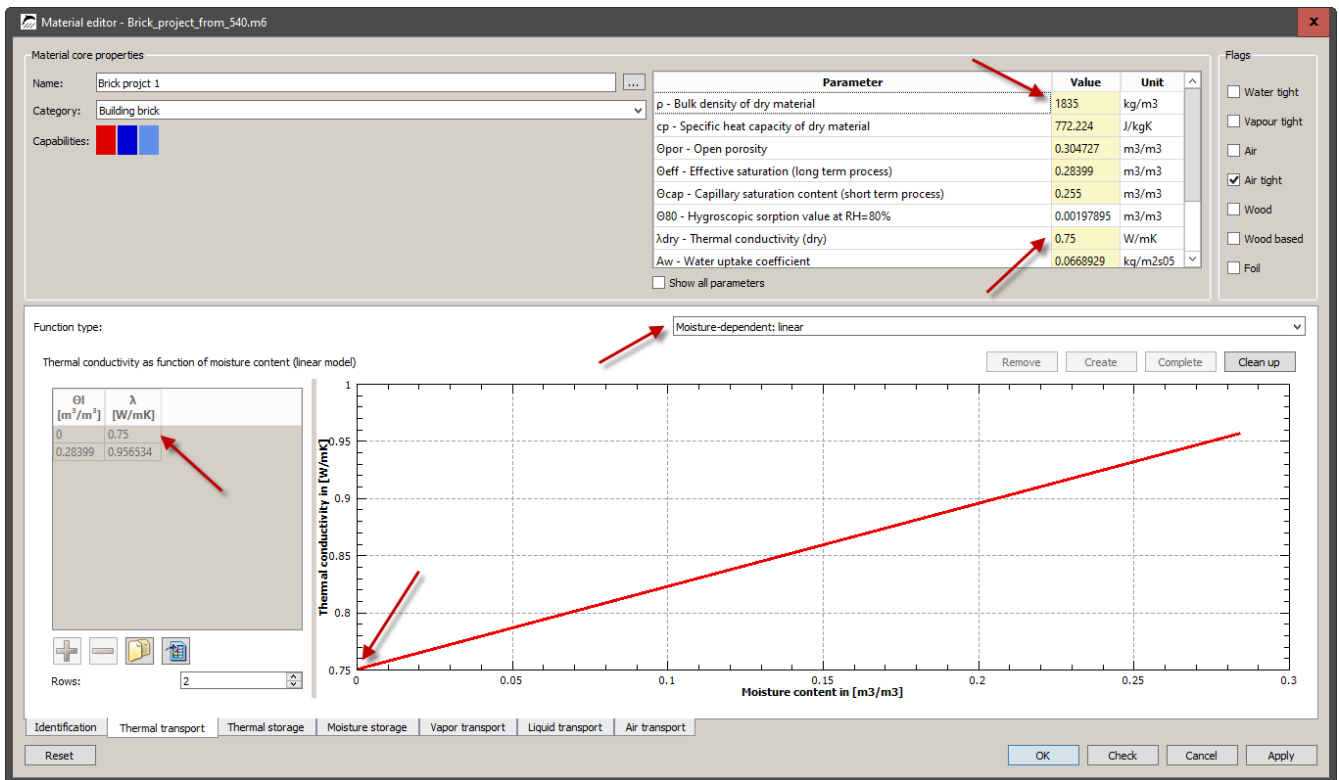 Material editor - Brick_project_from_540.m6
x
Material core properties
Name: Brick projct 1 ...
Category: Building brick
Capabilities:
Parameter Value Unit
ρ - Bulk density of dry material 1835 kg/m3
cp - Specific heat capacity of dry material 772.224 J/kgK
Θpor - Open porosity 0.304727 m3/m3
Θeff - Effective saturation (long term process) 0.28399 m3/m3
Θcap - Capillary saturation content (short term process) 0.255 m3/m3
Θ80 - Hygroscopic sorption value at RH=80% 0.00197895 m3/m3
λdry - Thermal conductivity (dry) 0.75 W/mK
Aw - Water uptake coefficient 0.0668929 kg/m2s05
Show all parameters
Flags
Water tight
Vapour tight
Air
Air tight
Wood
Wood based
Foil
Function type: Moisture-dependent: linear
Thermal conductivity as function of moisture content (linear model)
Remove Create Complete Clean up
Θl λ
[m³/m³] [W/mK]
0 0.75
0.28399 0.956534
Rows: 2
Thermal conductivity in [W/mK]
1
0.95
0.9
0.85
0.8
0.75
0 0.05 0.1 0.15 0.2 0.25 0.3
Moisture content in [m3/m3]
Identification Thermal transport Thermal storage Moisture storage Vapor transport Liquid transport Air transport
Reset OK Check Cancel Apply